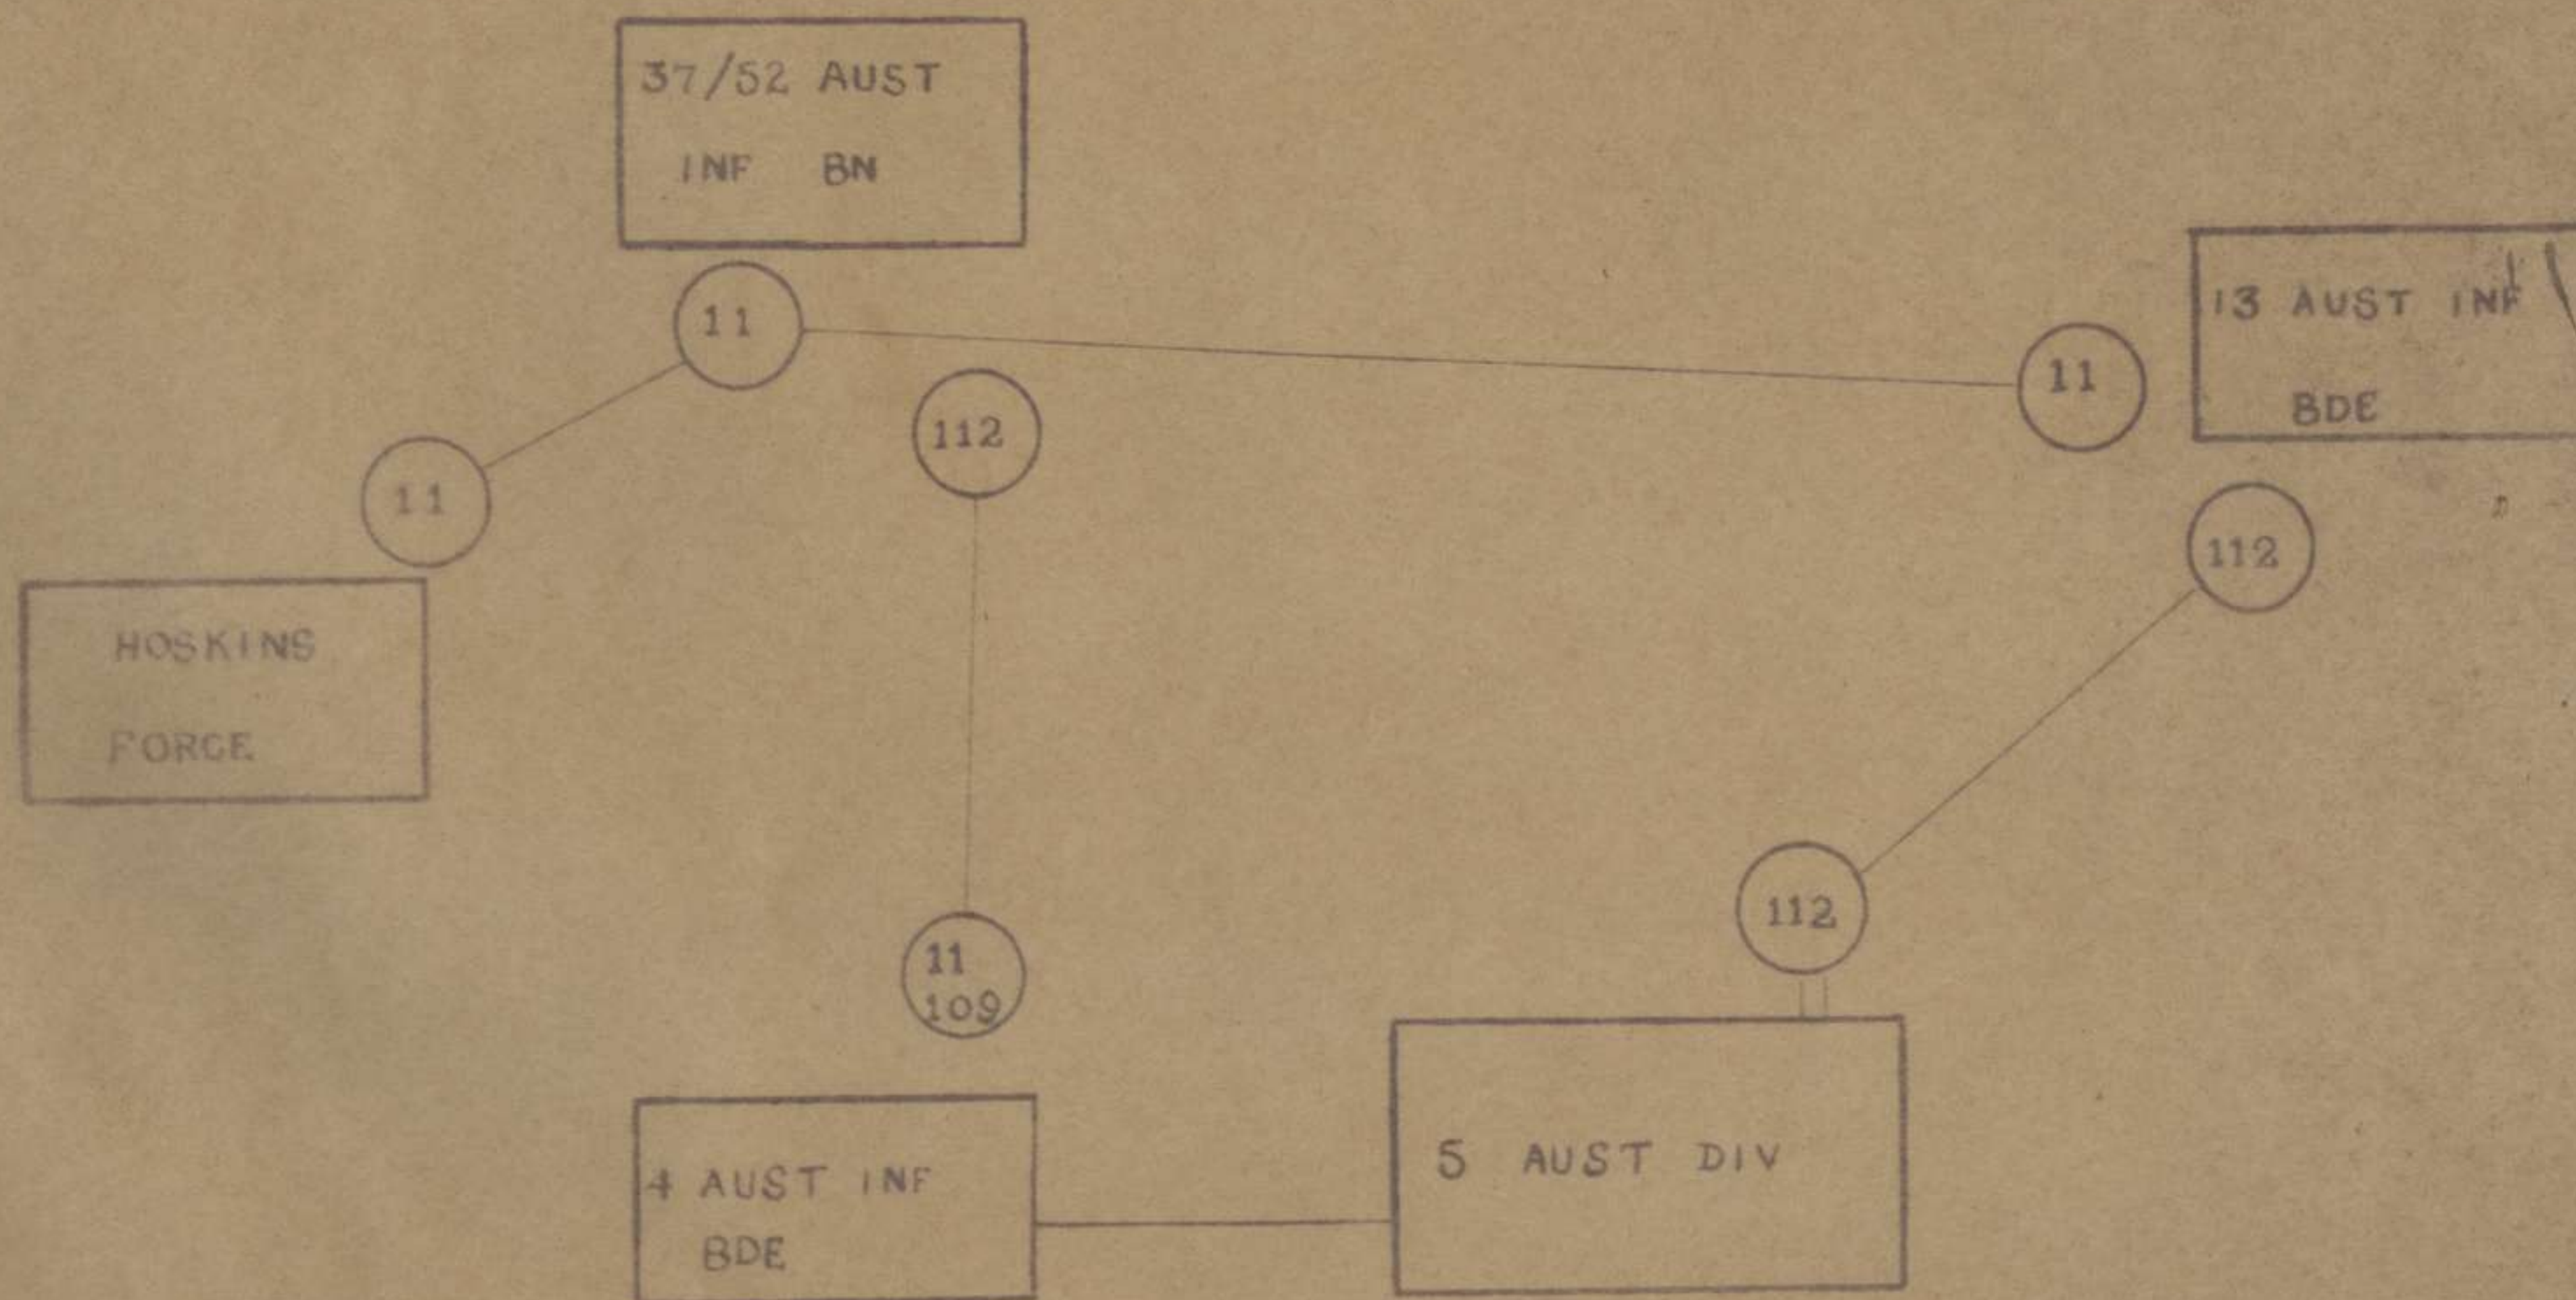 37/52 AUST
INF BN
11
13 AUST INF
BDE
11
112
11
112
HOSKINS
FORCE
112
11
109
4 AUST INF
BDE
5 AUST DIV